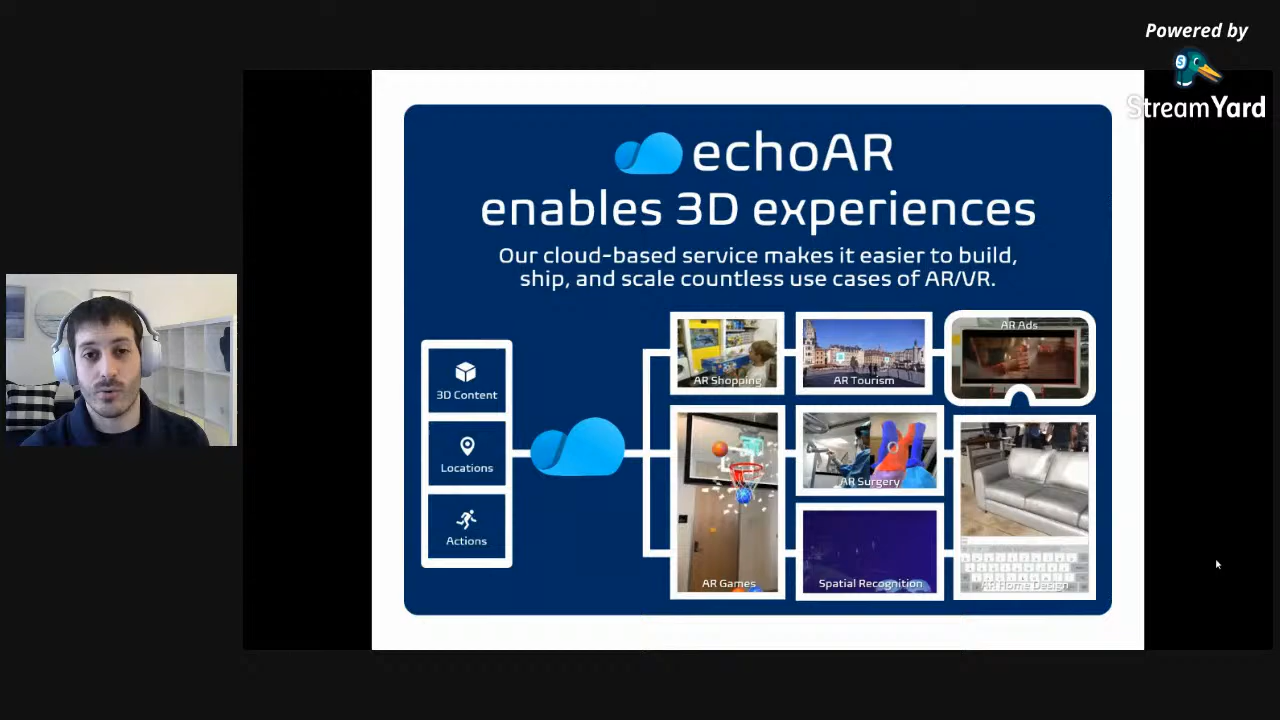 Powered by
StreamYard
echoAR
enables 3D experiences
Our cloud-based service makes it easier to build,
ship, and scale countless use cases of AR/VR.
3D Content
Locations
Actions
AR Shopping
AR Tourism
AR Ads
AR Games
AR Surgery
Spatial Recognition
AR Home Design